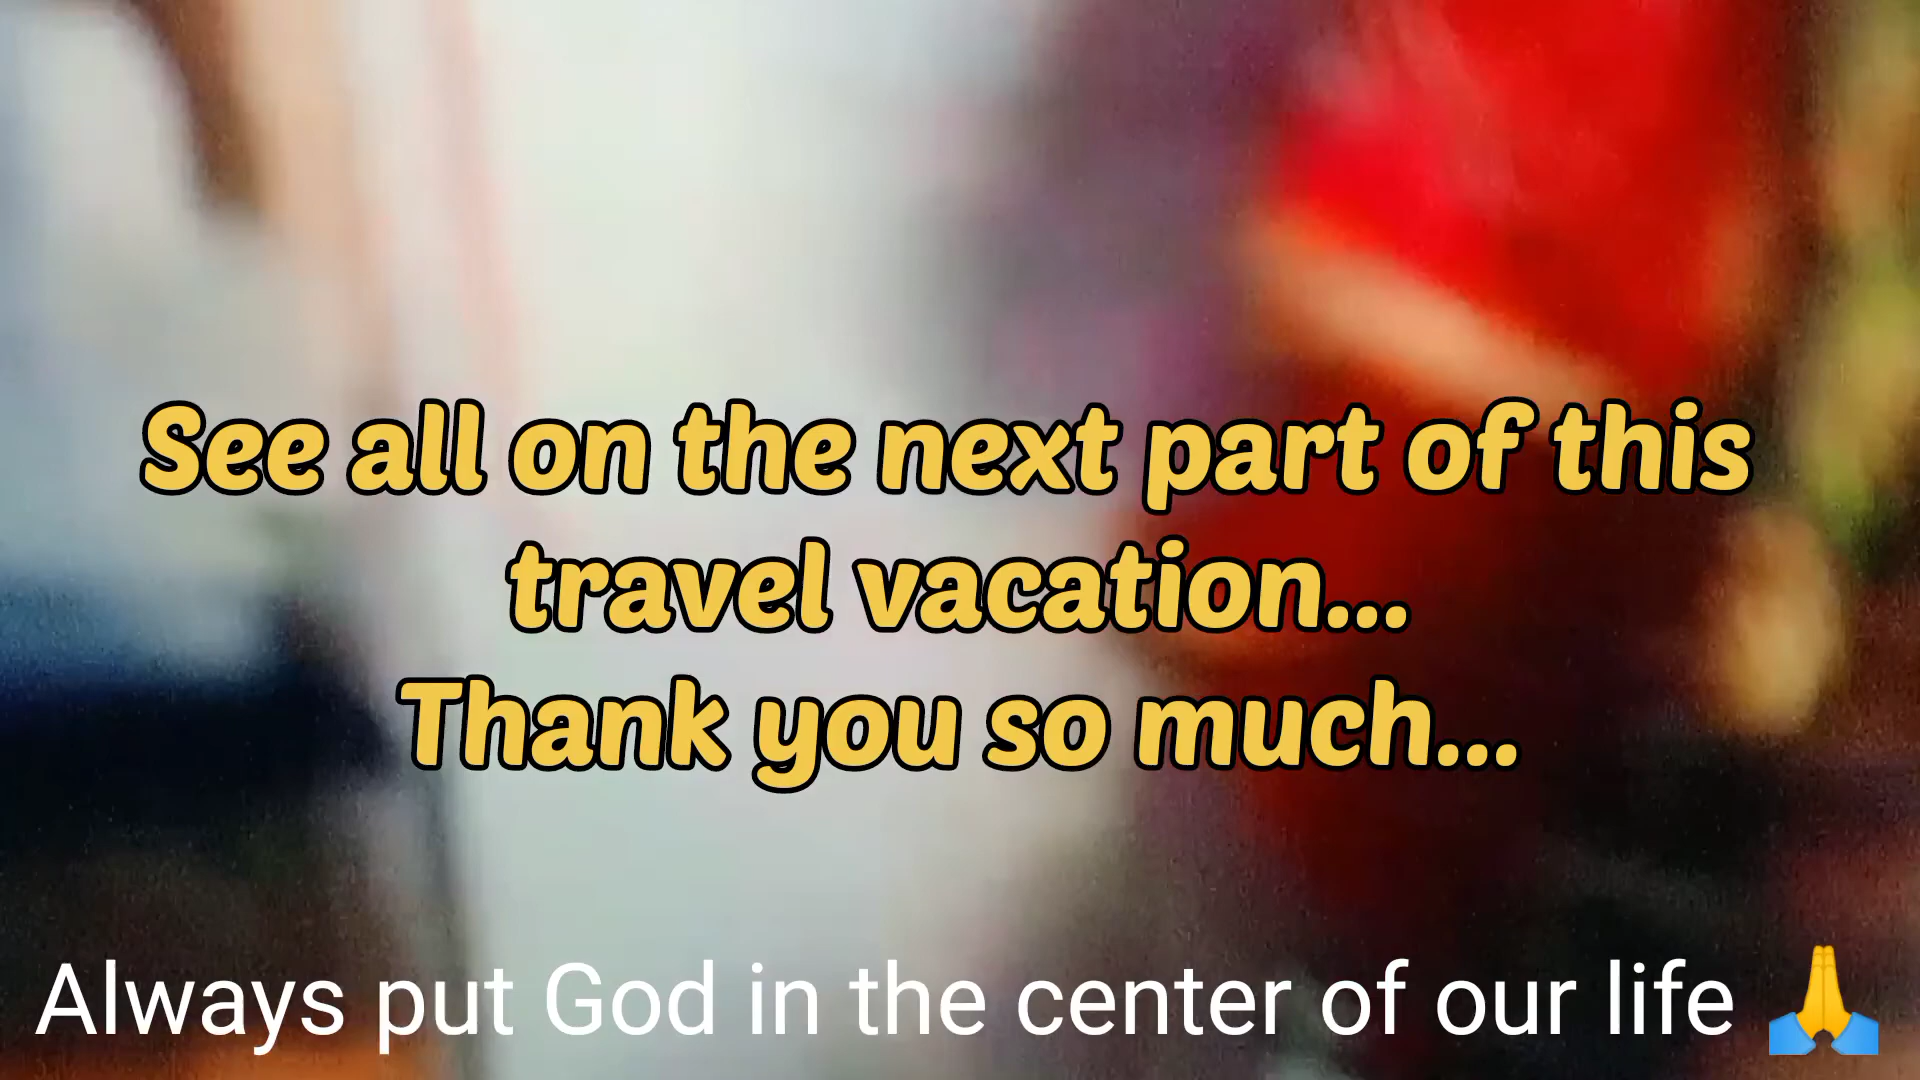 See all on the next part of this
travel vacation...
Thank you so much...
Always put God in the center of our life 🙏